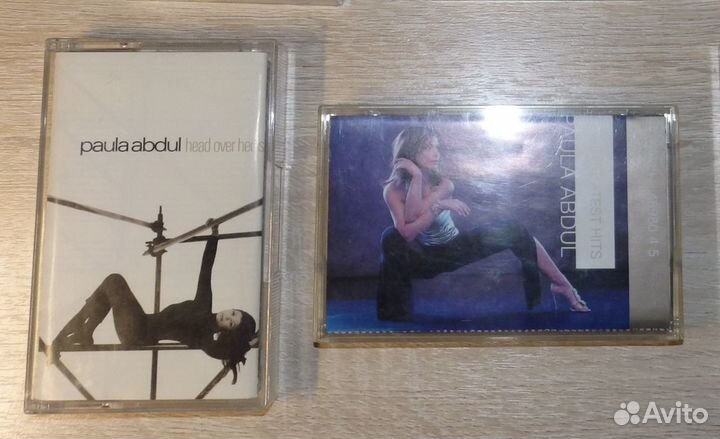 paula abdul head over heels
PAULA ABDUL
TEST HITS
Avito